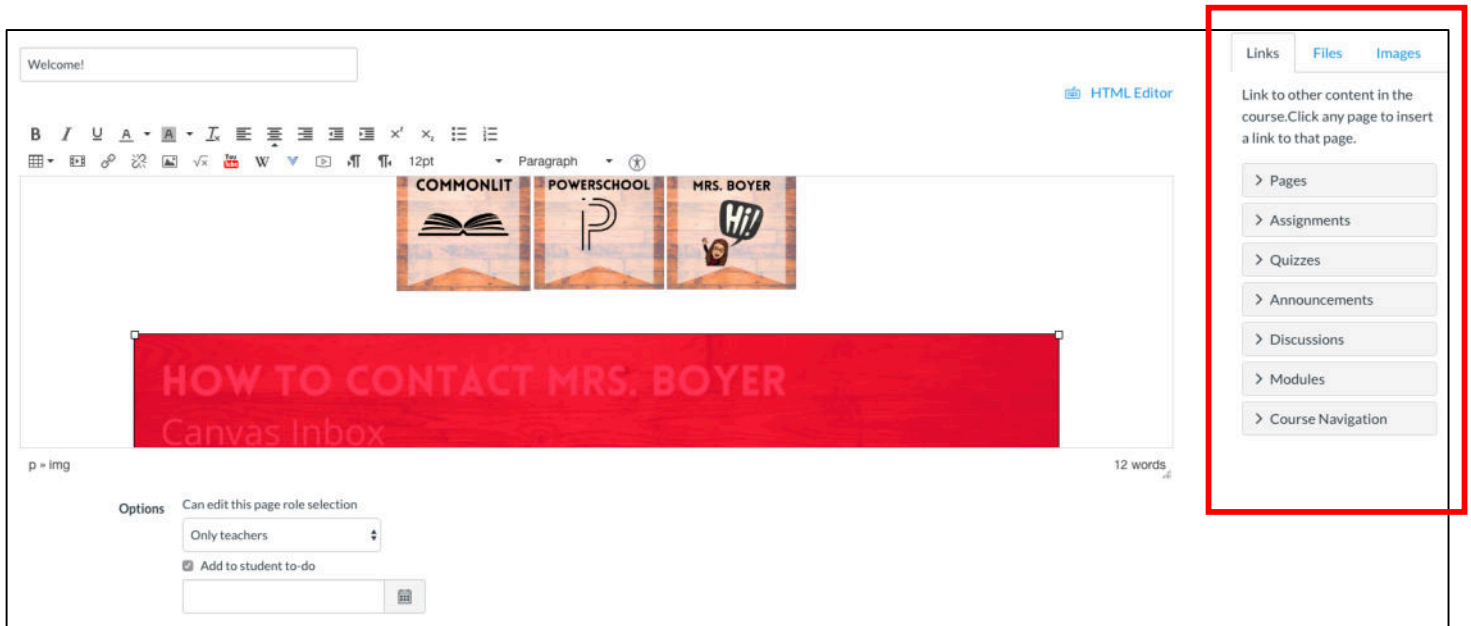 Welcome!
HTML Editor
12pt Paragraph
COMMONLIT POWERSCHOOL MRS. BOYER
Hi!
HOW TO CONTACT MRS. BOYER
Canvas Inbox
p » img
12 words
Options Can edit this page role selection
Only teachers
Add to student to-do
Links Files Images
Link to other content in the
course.Click any page to insert
a link to that page.
> Pages
> Assignments
> Quizzes
> Announcements
> Discussions
> Modules
> Course Navigation